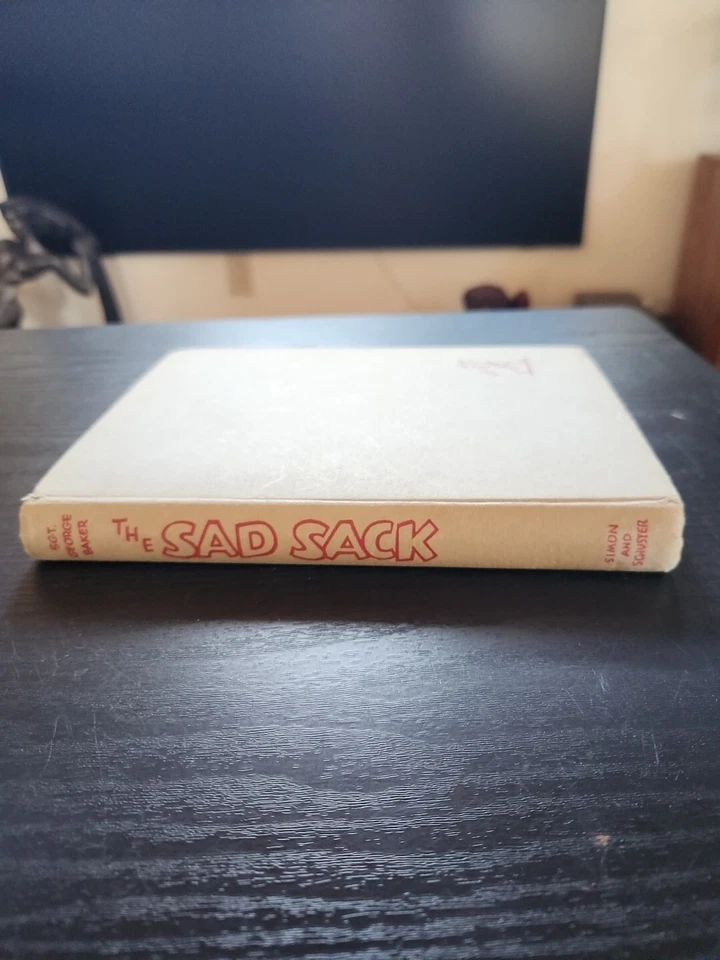 SGT.
GEORGE
BAKER
THE
SAD SACK
SIMON
AND
SCHUSTER